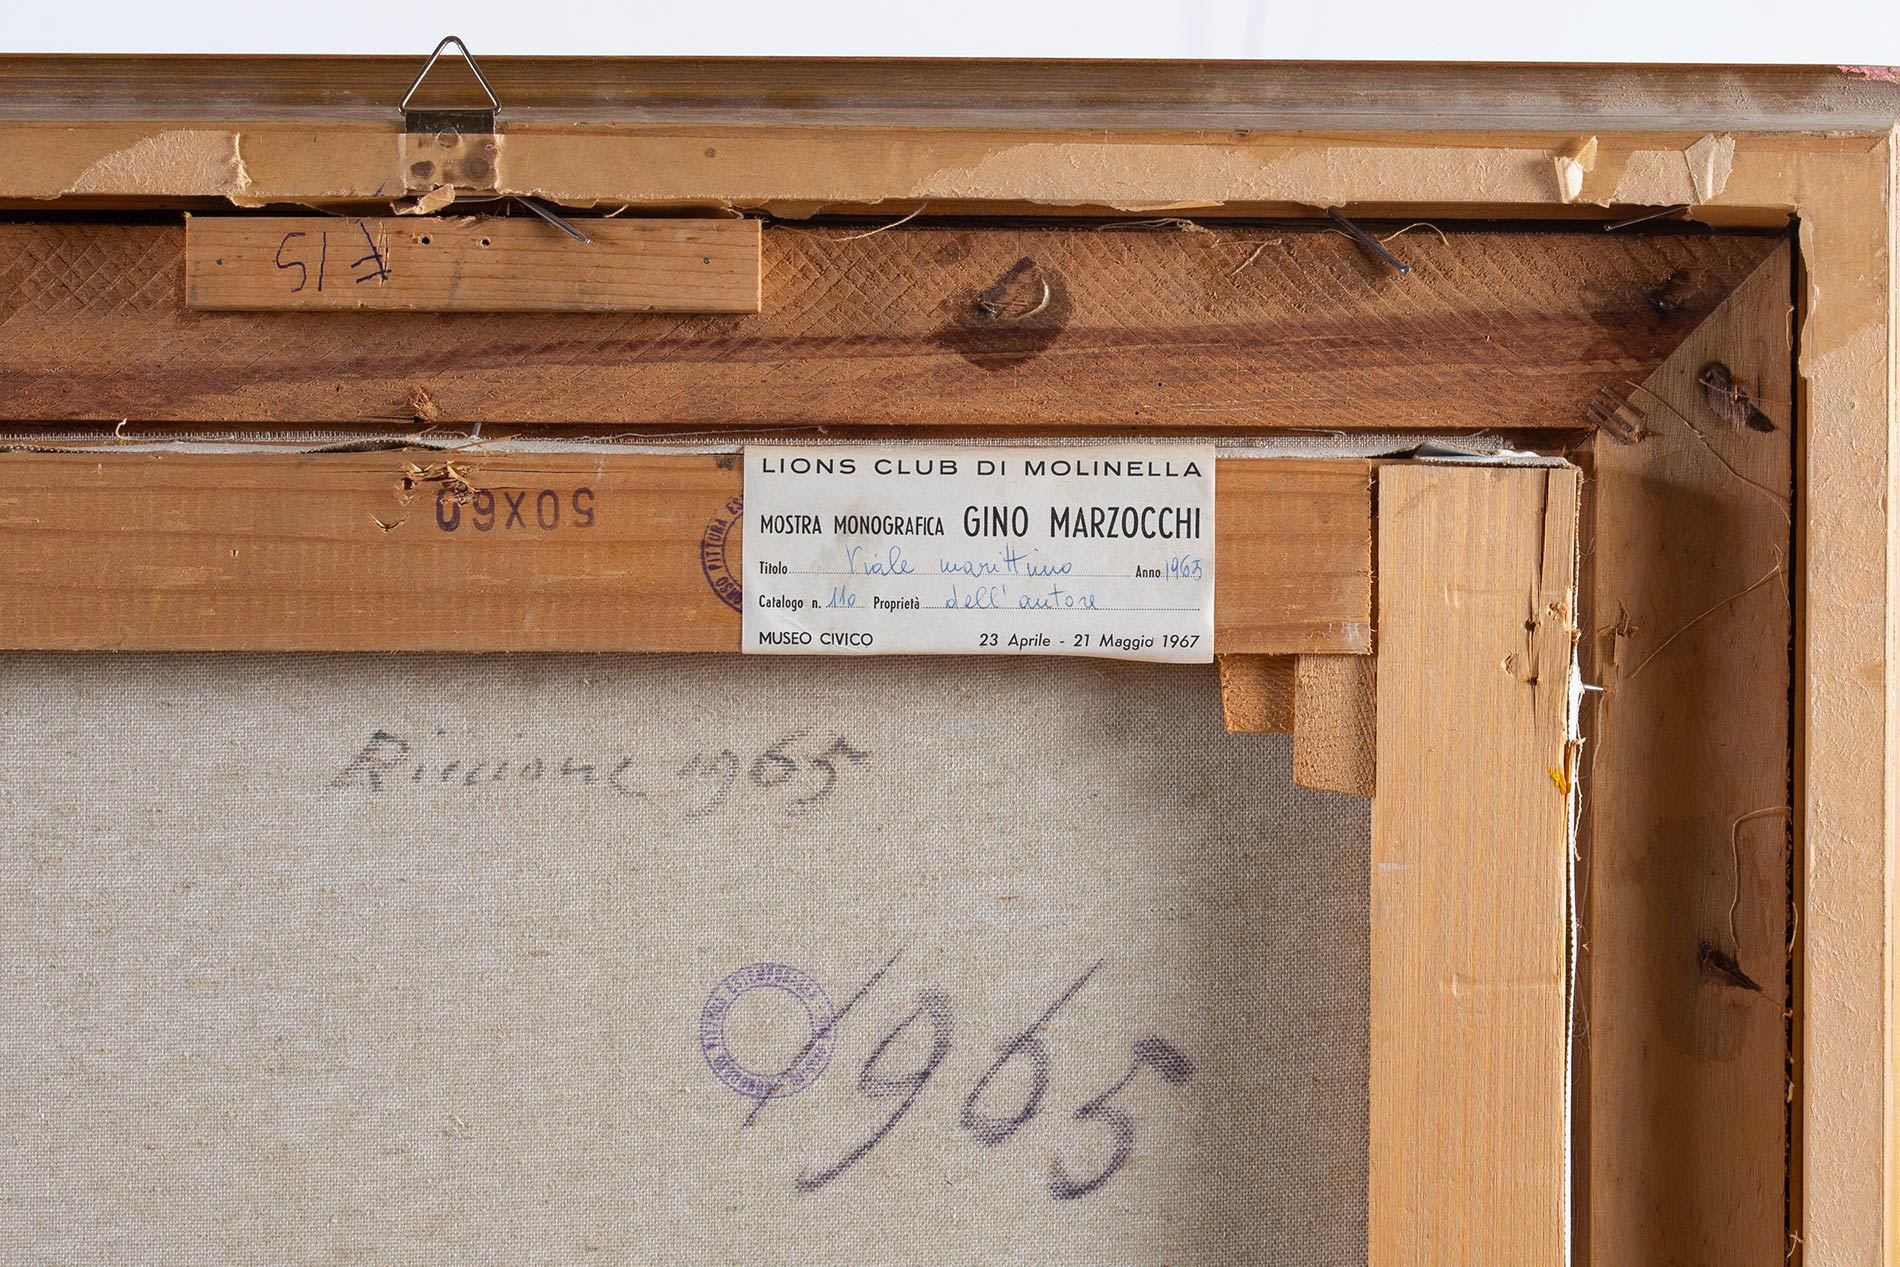 F15
50X60
PITTURA
LIONS CLUB DI MOLINELLA
MOSTRA MONOGRAFICA GINO MARZOCCHI
Titolo Viale marittimo Anno 1965
Catalogo n. 110 Proprietà dell'autore
MUSEO CIVICO 23 Aprile - 21 Maggio 1967
Riccione 1965
1965